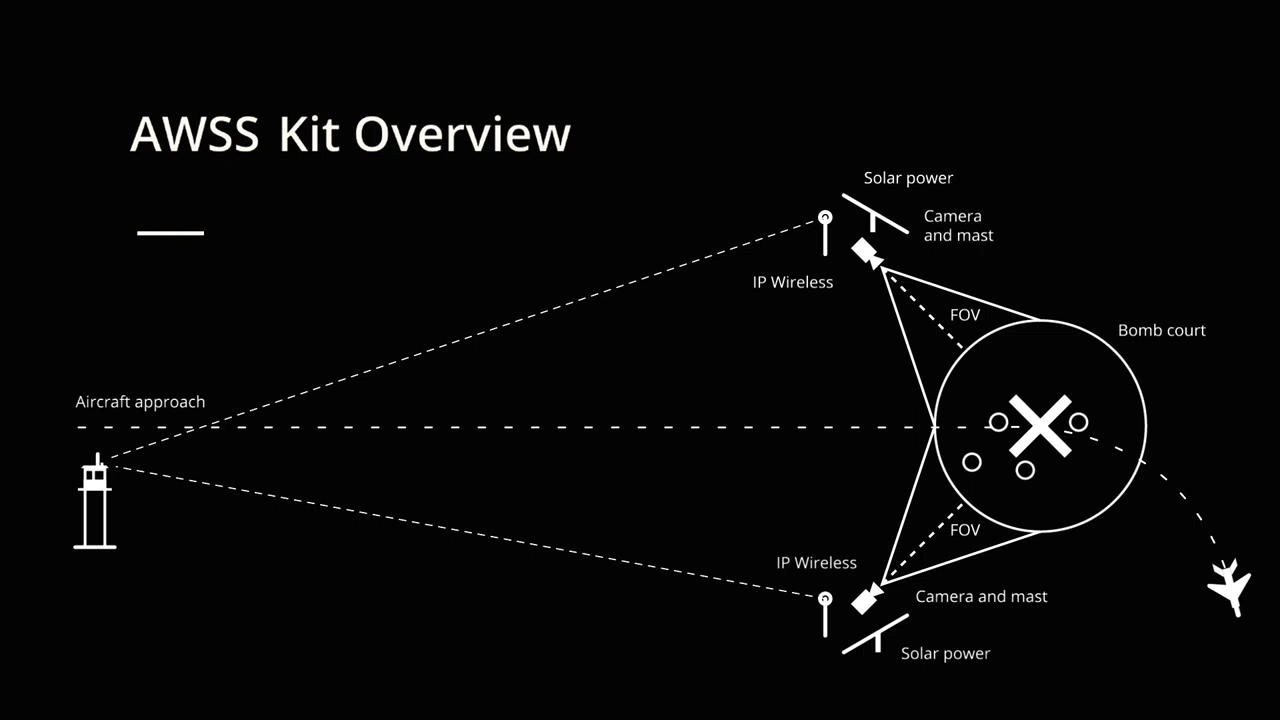 AWSS Kit Overview
Solar power
Camera
and mast
IP Wireless
FOV
Bomb court
Aircraft approach
FOV
IP Wireless
Camera and mast
Solar power